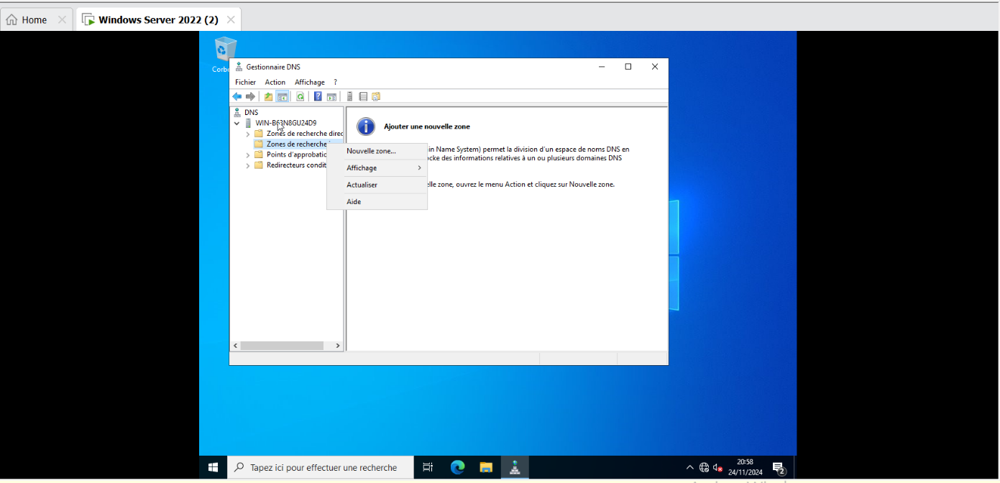 Home
Windows Server 2022 (2)
Gestionnaire DNS
Fichier Action Affichage ?
DNS
WIN-B63N8GU24D9
Zones de recherche direc
Zones de recherche
Points d'approbatic
Redirecteurs condit
Nouvelle zone...
Affichage
Actualiser
Aide
Ajouter une nouvelle zone
in Name System) permet la division d'un espace de noms DNS en
ocke des informations relatives à un ou plusieurs domaines DNS
elle zone, ouvrez le menu Action et cliquez sur Nouvelle zone.
Tapez ici pour effectuer une recherche
20:58
24/11/2024
2